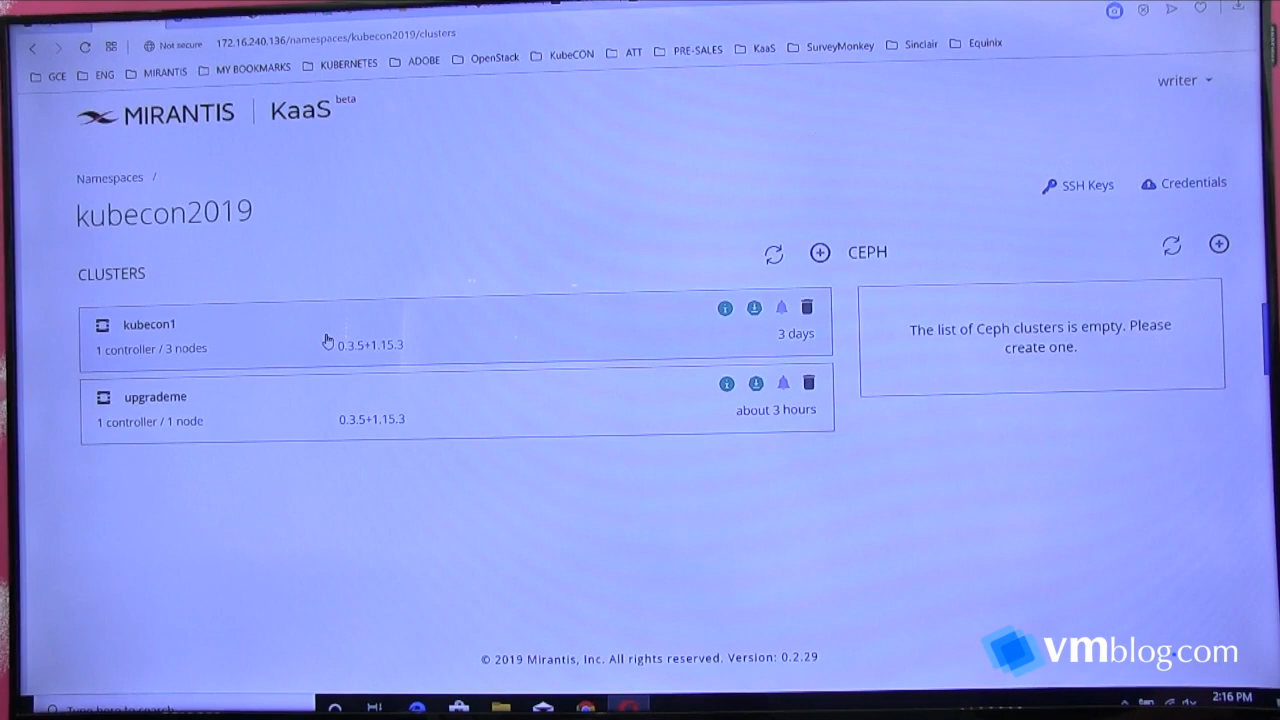 Not secure 172.16.240.136/namespaces/kubecon2019/clusters
GCE ENG MIRANTIS MY BOOKMARKS KUBERNETES ADOBE OpenStack KubeCON ATT PRE-SALES KaaS SurveyMonkey Sinclair Equinix
MIRANTIS KaaS beta
writer
Namespaces /
SSH Keys Credentials
kubecon2019
CLUSTERS
CEPH
kubecon1
1 controller / 3 nodes 0.3.5+1.15.3 3 days
upgrademe
1 controller / 1 node 0.3.5+1.15.3 about 3 hours
The list of Ceph clusters is empty. Please
create one.
© 2019 Mirantis, Inc. All rights reserved. Version: 0.2.29
vmblog.com
Type here to search
2:16 PM